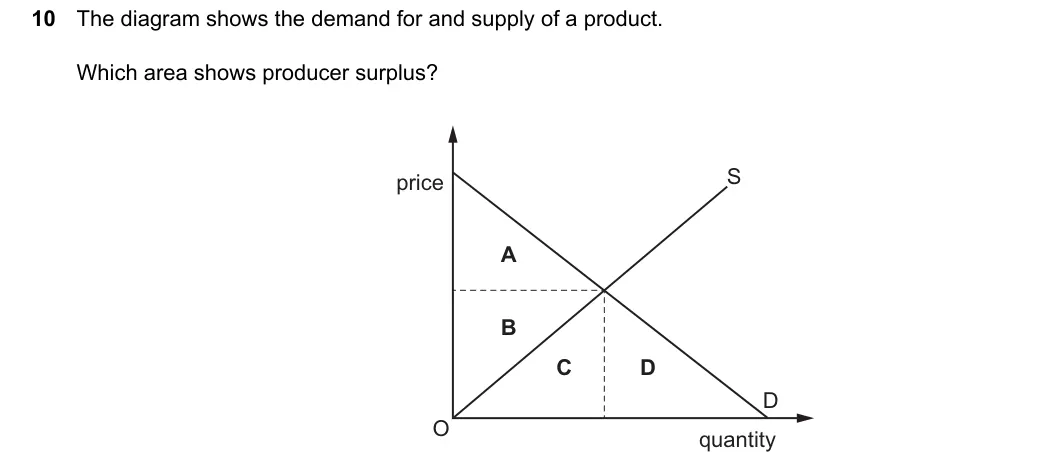 10 The diagram shows the demand for and supply of a product.
Which area shows producer surplus?
price
S
A
B
C
D
D
O
quantity